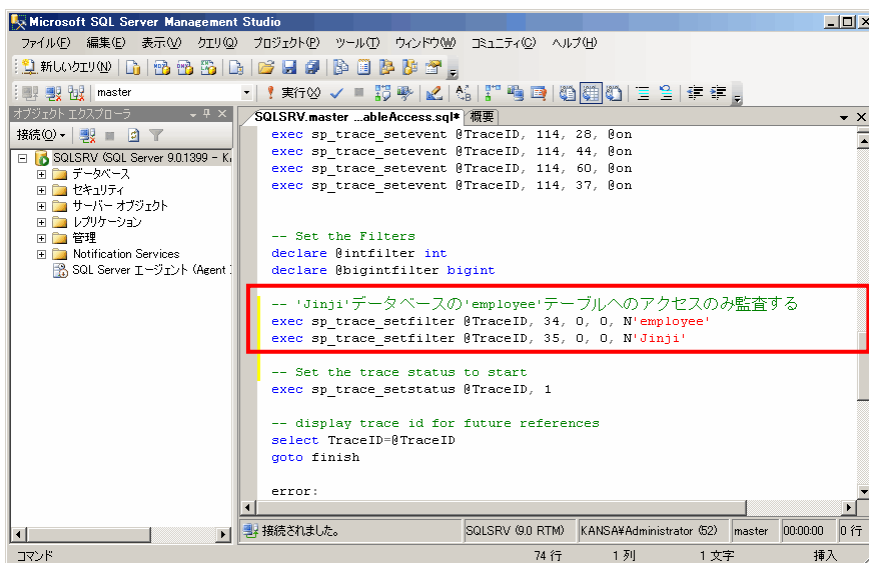 Microsoft SQL Server Management Studio
ファイル(F) 編集(E) 表示(V) クエリ(Q) プロジェクト(P) ツール(T) ウィンドウ(W) コミュニティ(C) ヘルプ(H)
新しいクエリ(N)
master
実行(X)
オブジェクト エクスプローラ
接続(O)
SQLSRV (SQL Server 9.0.1399 - K
データベース
セキュリティ
サーバー オブジェクト
レプリケーション
管理
Notification Services
SQL Server エージェント (Agent
SQLSRV.master ...ableAccess.sql* 概要
exec sp_trace_setevent @TraceID, 114, 28, @on
exec sp_trace_setevent @TraceID, 114, 44, @on
exec sp_trace_setevent @TraceID, 114, 60, @on
exec sp_trace_setevent @TraceID, 114, 37, @on
-- Set the Filters
declare @intfilter int
declare @bigintfilter bigint
-- 'Jinji'データベースの'employee'テーブルへのアクセスのみ監査する
exec sp_trace_setfilter @TraceID, 34, 0, 0, N'employee'
exec sp_trace_setfilter @TraceID, 35, 0, 0, N'Jinji'
-- Set the trace status to start
exec sp_trace_setstatus @TraceID, 1
-- display trace id for future references
select TraceID=@TraceID
goto finish
error:
接続されました。 SQLSRV (9.0 RTM) KANSA¥Administrator (52) master 00:00:00 0 行
コマンド 74 行 1 列 1 文字 挿入